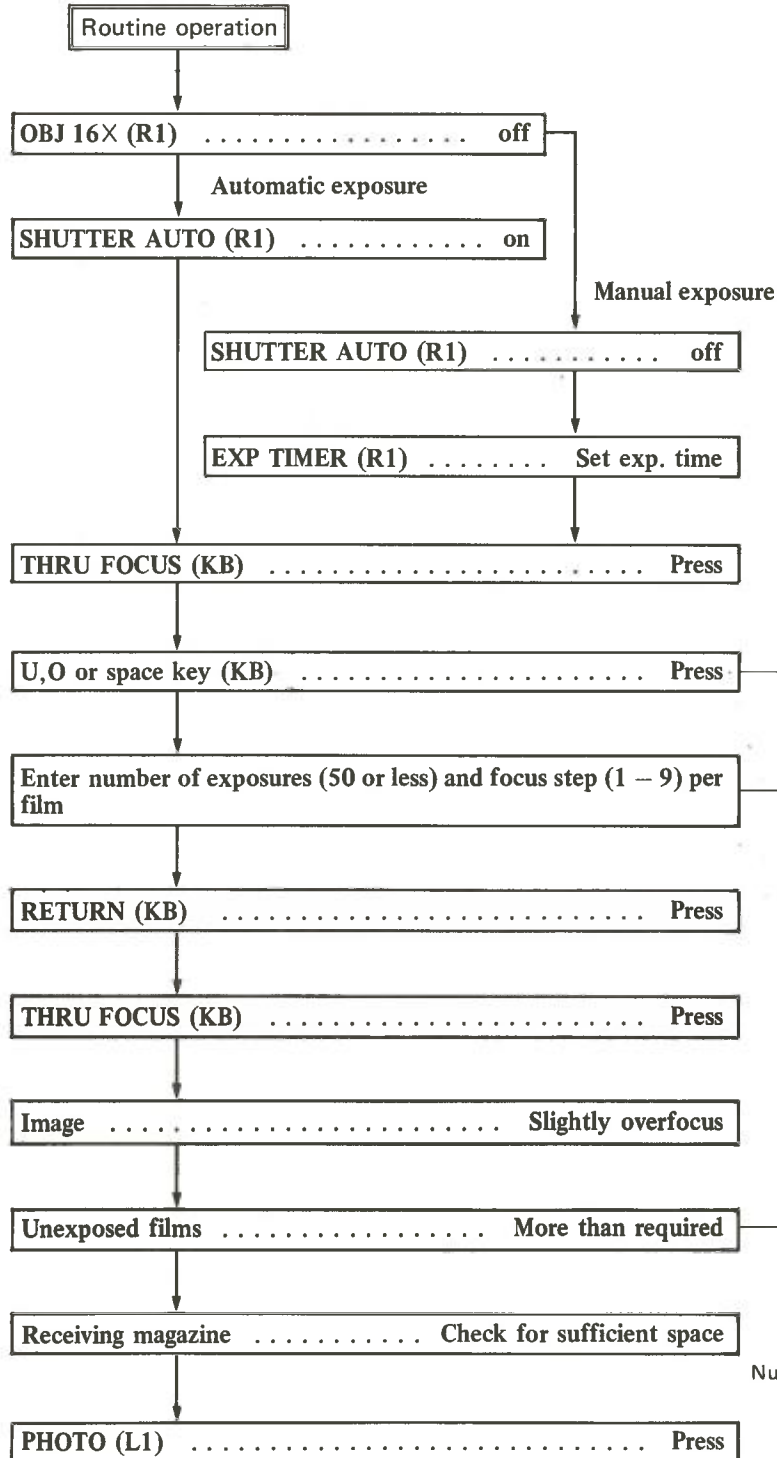 Routine operation
OBJ 16× (R1) . . . . . . . . . . . . . . . . . off
Automatic exposure
SHUTTER AUTO (R1) . . . . . . . . . . . . on
Manual exposure
SHUTTER AUTO (R1) . . . . . . . . . . off
EXP TIMER (R1) . . . . . . . . Set exp. time
THRU FOCUS (KB) . . . . . . . . . . . . . . . . . . . . . . . . . Press
U,O or space key (KB) . . . . . . . . . . . . . . . . . . . . . . Press
Enter number of exposures (50 or less) and focus step (1 – 9) per
film
RETURN (KB) . . . . . . . . . . . . . . . . . . . . . . . . . . . Press
THRU FOCUS (KB) . . . . . . . . . . . . . . . . . . . . . . . . Press
Image . . . . . . . . . . . . . . . . . . . . . . . . . Slightly overfocus
Unexposed films . . . . . . . . . . . . . . . . . . More than required
Receiving magazine . . . . . . . . . . . Check for sufficient space
PHOTO (L1) . . . . . . . . . . . . . . . . . . . . . . . . . . . . . Press